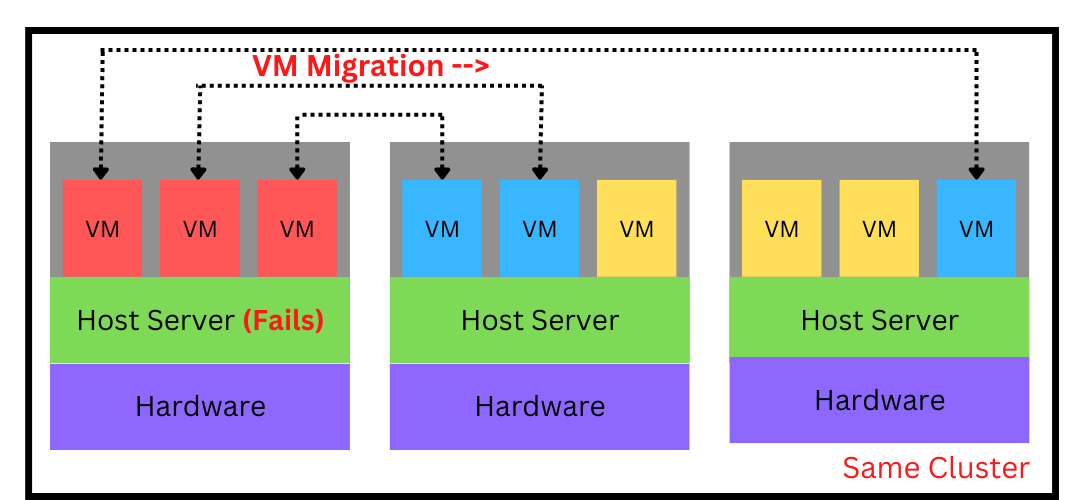 VM Migration -->
VM VM VM
VM VM VM
VM VM VM
Host Server (Fails)
Host Server
Host Server
Hardware
Hardware
Hardware
Same Cluster